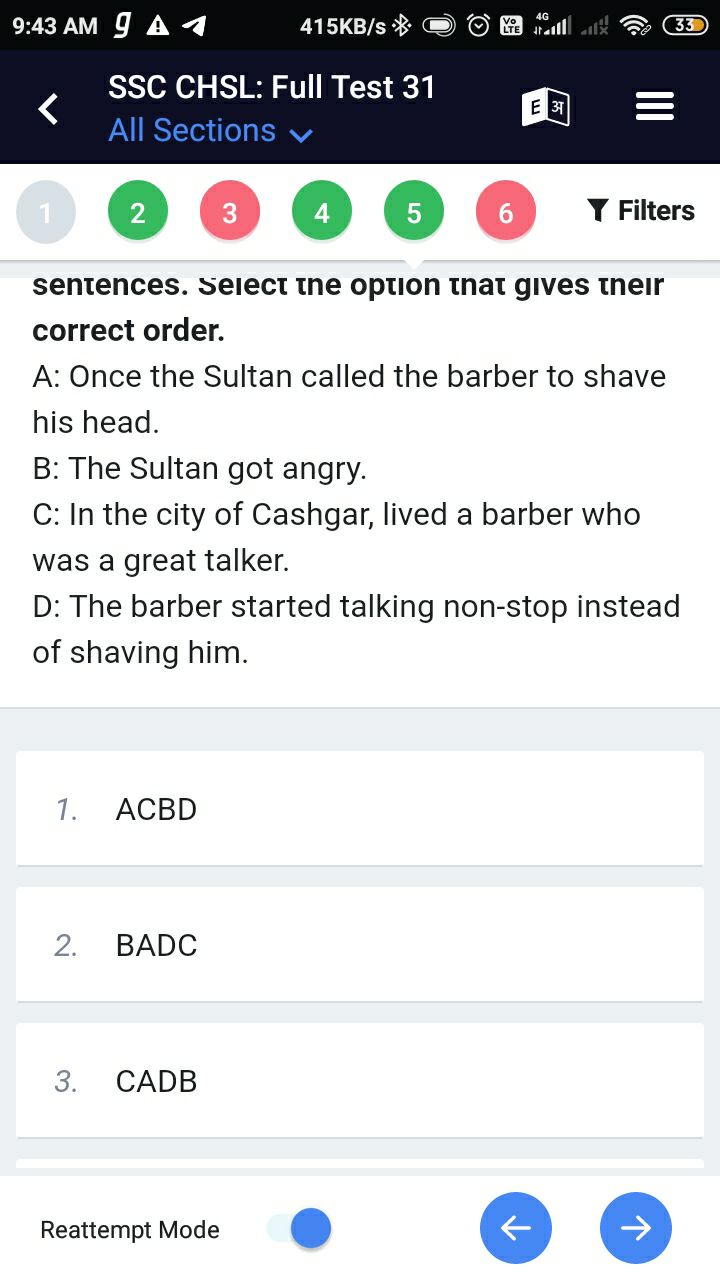 9:43 AM g 415KB/s Vo LTE 4G 33
SSC CHSL: Full Test 31
E अ
All Sections
1 2 3 4 5 6 Filters
sentences. Select the option that gives their
correct order.
A: Once the Sultan called the barber to shave
his head.
B: The Sultan got angry.
C: In the city of Cashgar, lived a barber who
was a great talker.
D: The barber started talking non-stop instead
of shaving him.
1. ACBD
2. BADC
3. CADB
Reattempt Mode